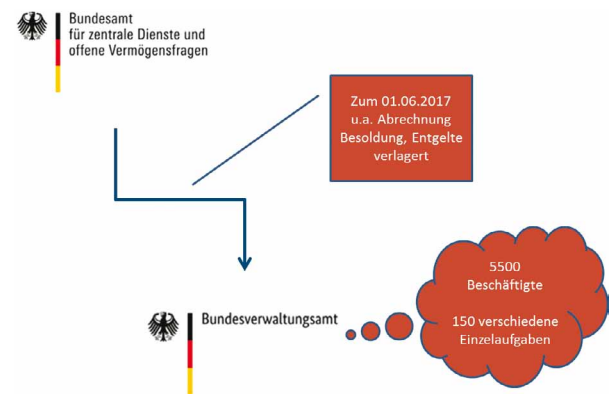 Bundesamt
für zentrale Dienste und
offene Vermögensfragen
Zum 01.06.2017
u.a. Abrechnung
Besoldung, Entgelte
verlagert
Bundesverwaltungsamt
5500
Beschäftigte
150 verschiedene
Einzelaufgaben